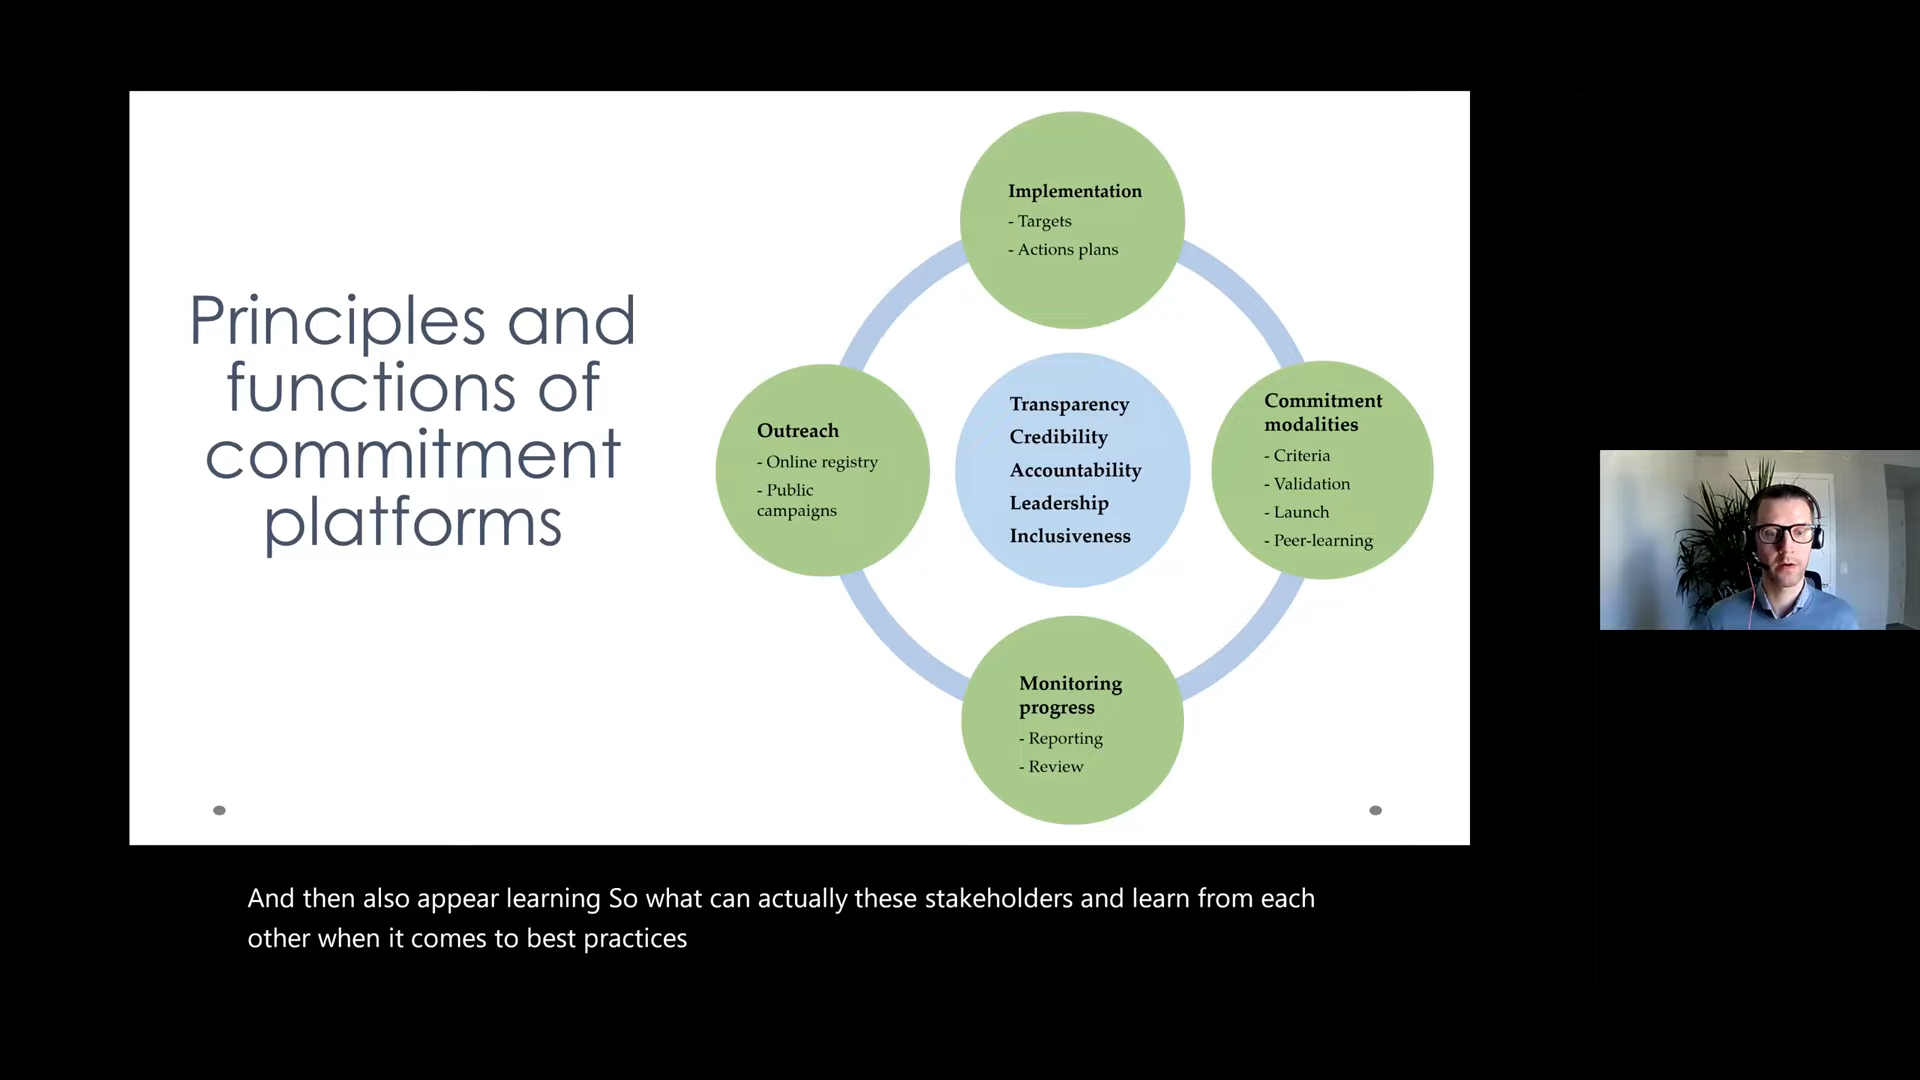 Principles and
functions of
commitment
platforms
Implementation
- Targets
- Actions plans
Outreach
- Online registry
- Public
campaigns
Transparency
Credibility
Accountability
Leadership
Inclusiveness
Commitment
modalities
- Criteria
- Validation
- Launch
- Peer-learning
Monitoring
progress
- Reporting
- Review
And then also appear learning So what can actually these stakeholders and learn from each
other when it comes to best practices